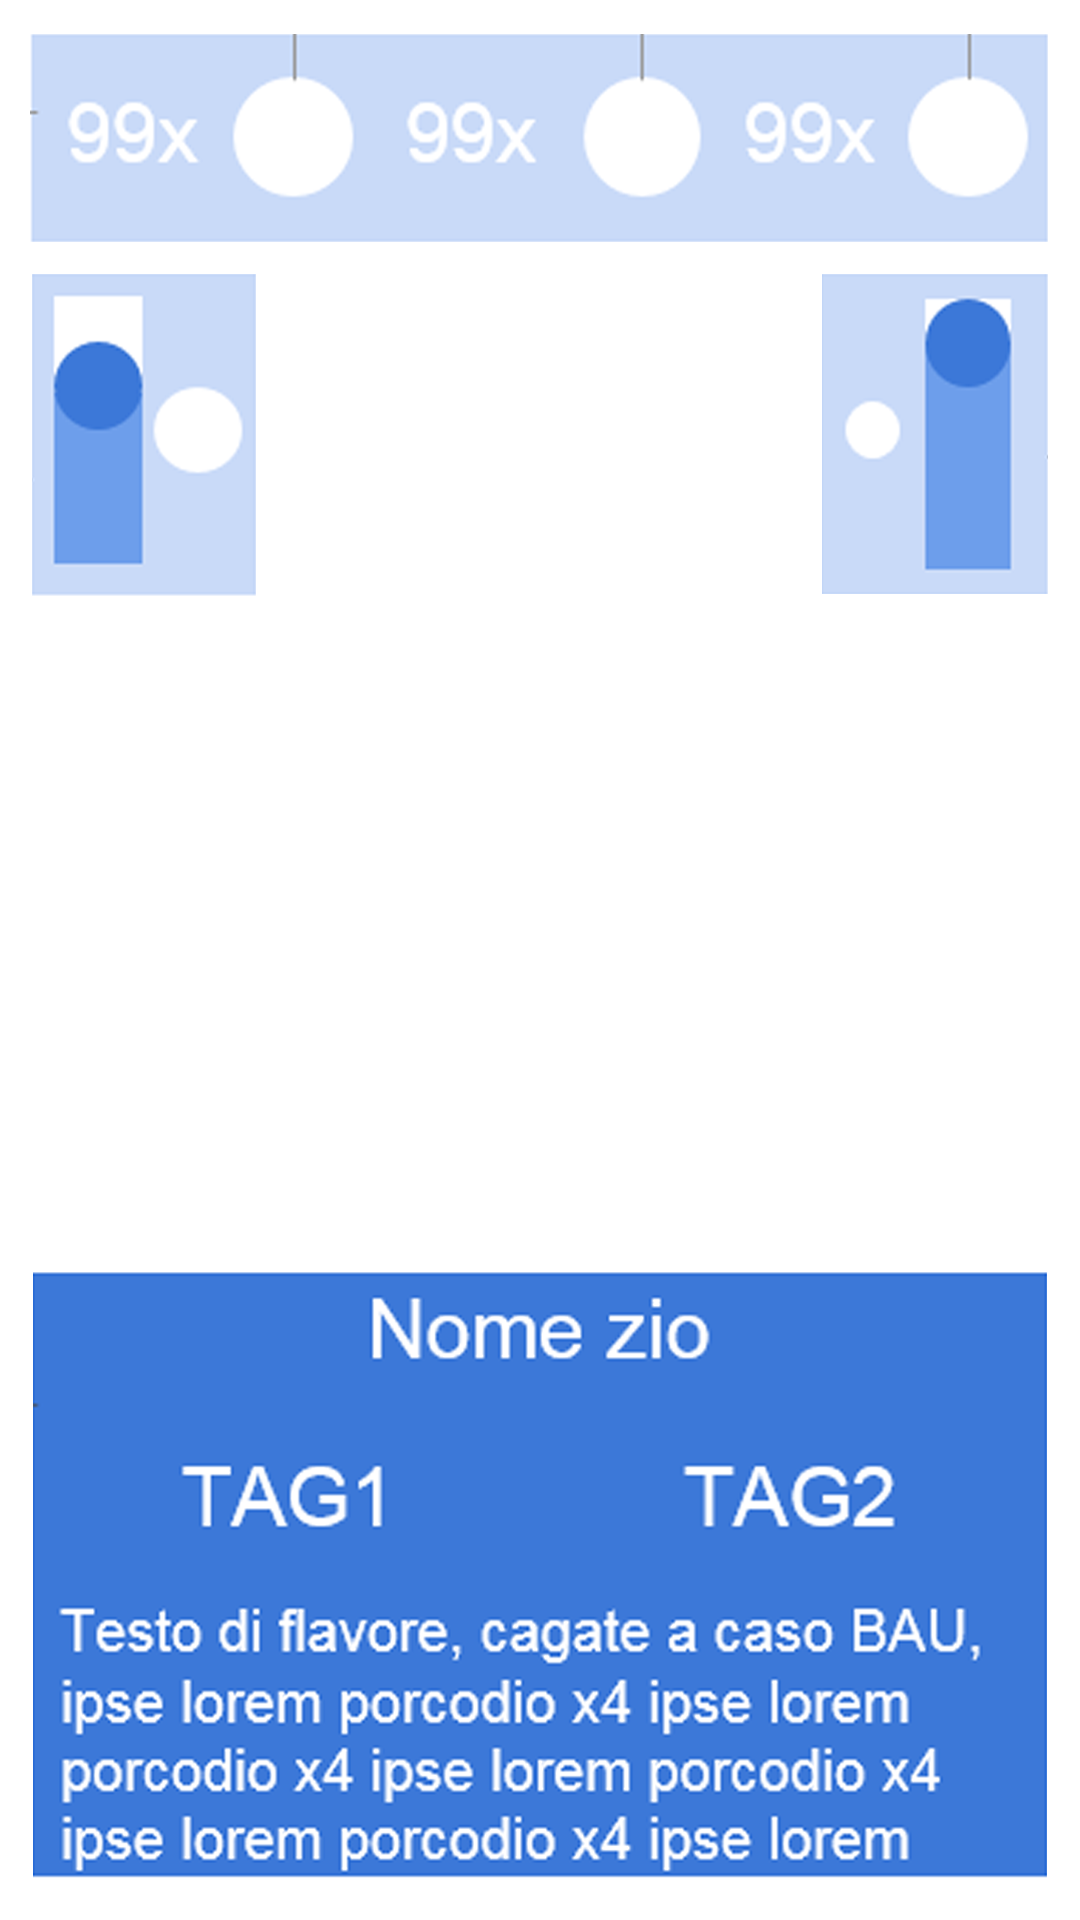 99x 99x 99x
Nome zio
TAG1 TAG2
Testo di flavore, cagate a caso BAU,
ipse lorem porcodio x4 ipse lorem
porcodio x4 ipse lorem porcodio x4
ipse lorem porcodio x4 ipse lorem